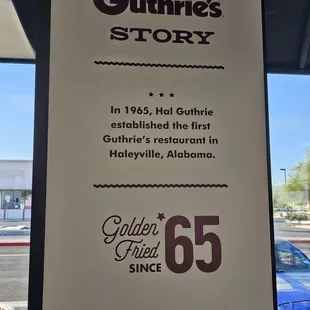 Guthrie's
STORY
In 1965, Hal Guthrie
established the first
Guthrie's restaurant in
Haleyville, Alabama.
Golden
Fried
SINCE
65